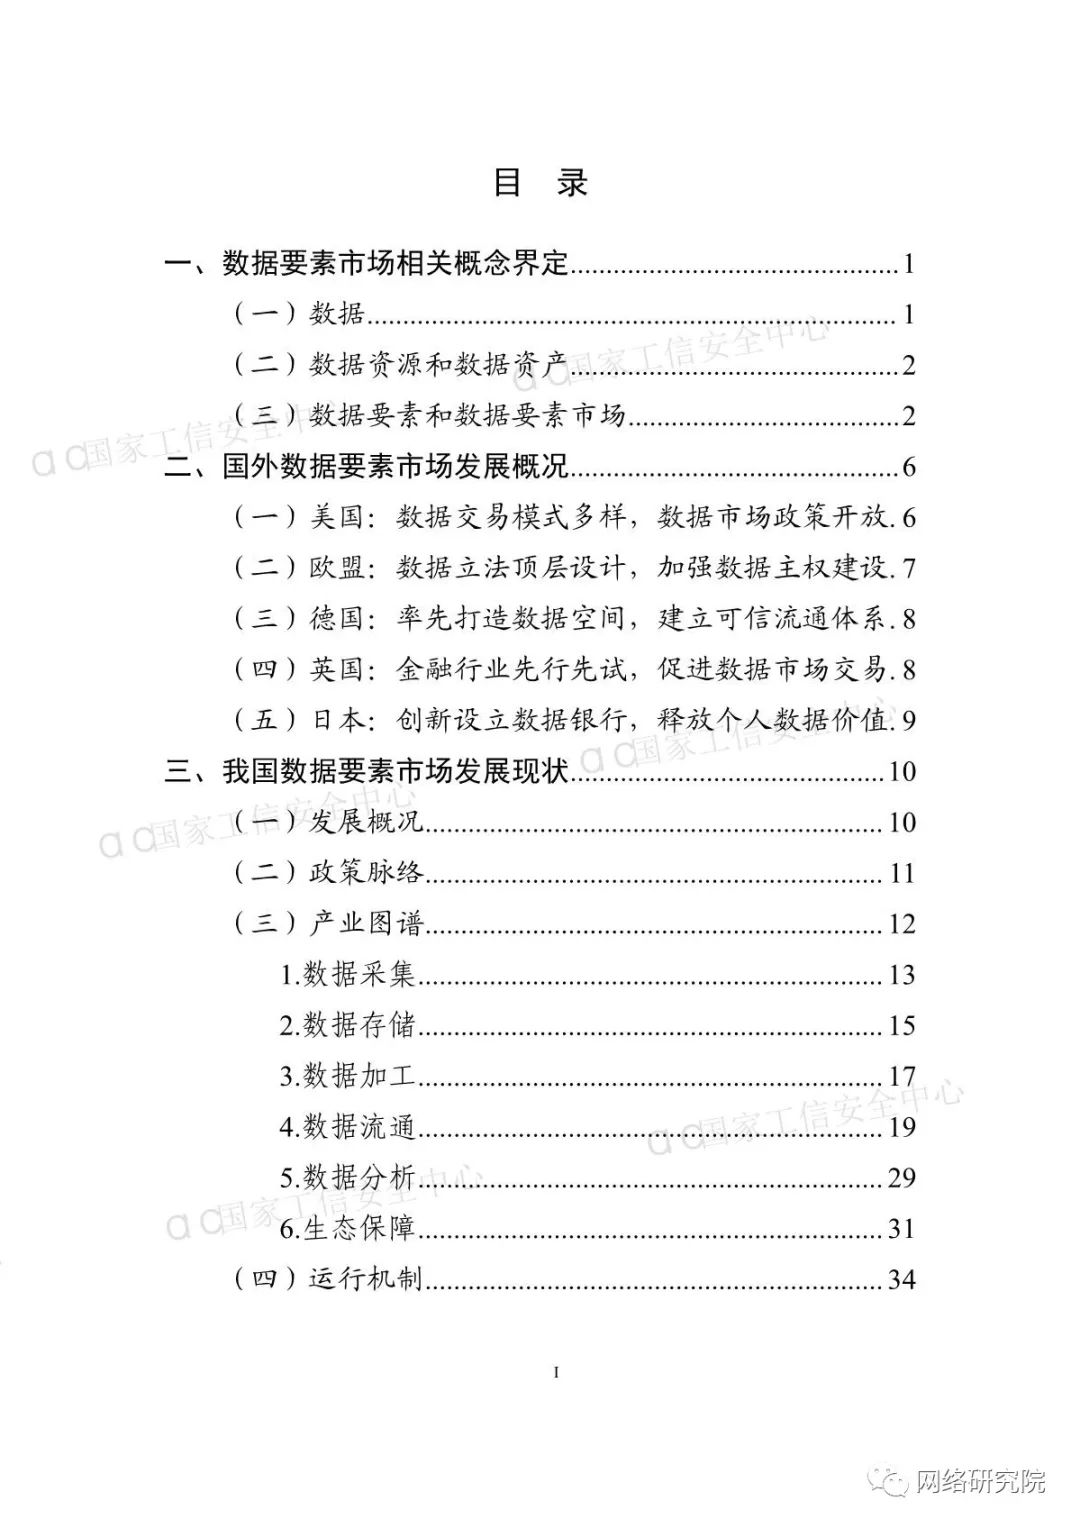 目 录
一、数据要素市场相关概念界定 1
（一）数据 1
（二）数据资源和数据资产 2
（三）数据要素和数据要素市场 2
二、国外数据要素市场发展概况 6
（一）美国：数据交易模式多样，数据市场政策开放. 6
（二）欧盟：数据立法顶层设计，加强数据主权建设. 7
（三）德国：率先打造数据空间，建立可信流通体系. 8
（四）英国：金融行业先行先试，促进数据市场交易. 8
（五）日本：创新设立数据银行，释放个人数据价值. 9
三、我国数据要素市场发展现状 10
（一）发展概况 10
（二）政策脉络 11
（三）产业图谱 12
1.数据采集 13
2.数据存储 15
3.数据加工 17
4.数据流通 19
5.数据分析 29
6.生态保障 31
（四）运行机制 34
I
国家工信安全中心
国家工信安全中心
国家工信安全中心
国家工信安全中心
国家工信安全中心
国家工信安全中心
网络研究院